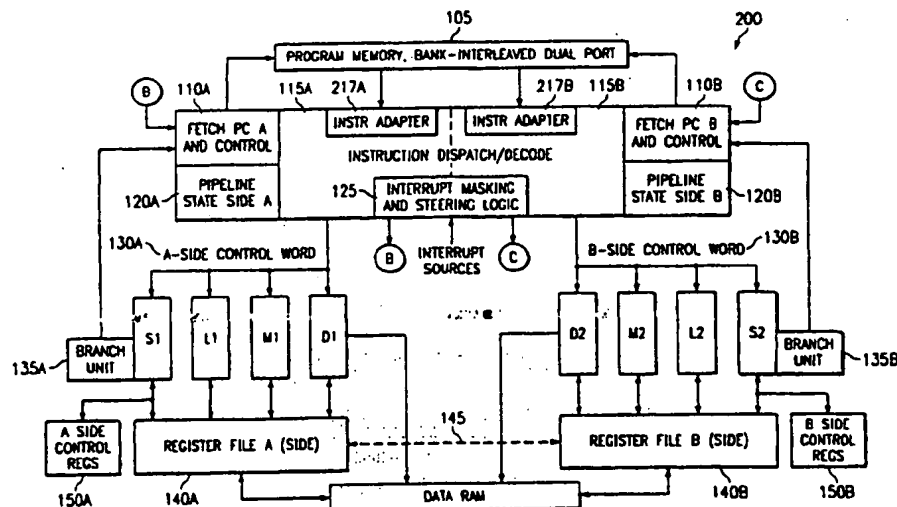 105
200
PROGRAM MEMORY, BANK-INTERLEAVED DUAL PORT
B
110A
115A
217A
217B
115B
110B
C
FETCH PC A
AND CONTROL
INSTR ADAPTER
INSTR ADAPTER
FETCH PC B
AND CONTROL
INSTRUCTION DISPATCH/DECODE
PIPELINE
STATE SIDE A
120A
125
INTERRUPT MASKING
AND STEERING LOGIC
PIPELINE
STATE SIDE B
120B
130A
A-SIDE CONTROL WORD
B
INTERRUPT
SOURCES
C
B-SIDE CONTROL WORD
130B
S1
L1
M1
D1
D2
M2
L2
S2
BRANCH
UNIT
135A
BRANCH
UNIT
135B
A SIDE
CONTROL
REGS
150A
REGISTER FILE A (SIDE)
140A
145
REGISTER FILE B (SIDE)
140B
B SIDE
CONTROL
REGS
150B
DATA RAM